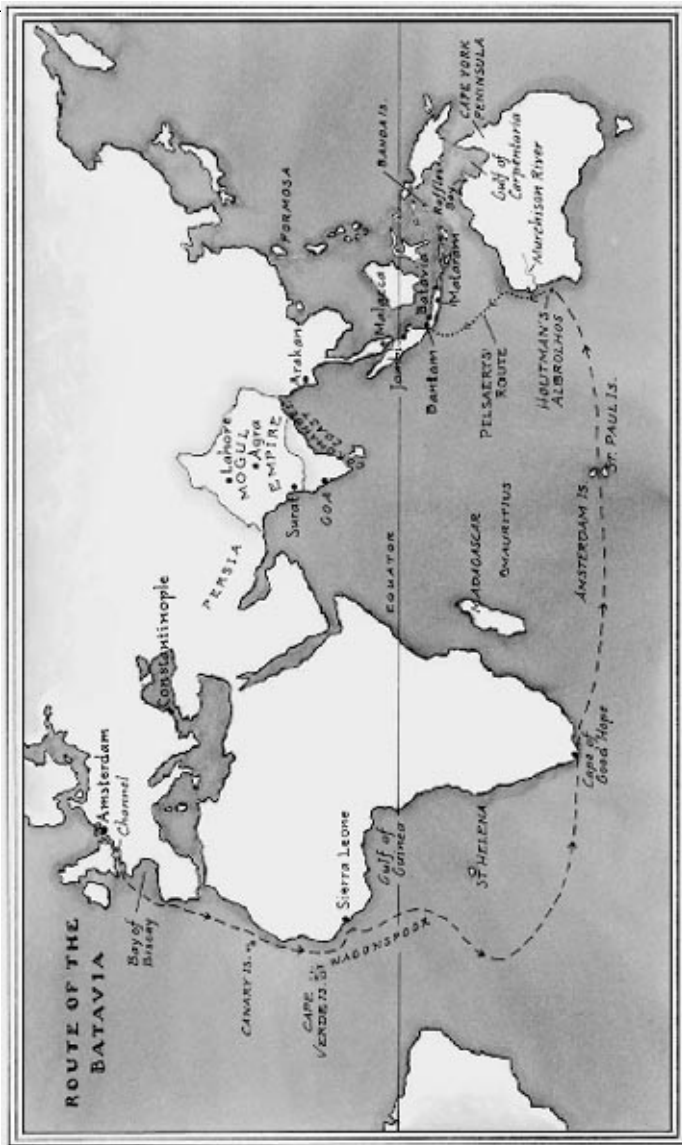 ROUTE OF THE
BATAVIA
Amsterdam
Channel
Bay of
Biscay
Constantinople
CANARY IS.
CAPE
VERDE IS.
WAGONSPOOR
Sierra Leone
Gulf of
Guinea
ST HELENA
Cape of
Good Hope
PERSIA
Lahore
MOGUL
Agra
EMPIRE
Surat
GOA
COAST
Arakan
FORMOSA
EQUATOR
MADAGASCAR
MAURITIUS
AMSTERDAM IS.
ST. PAUL IS.
Malacca
Jambi
Bantam
Batavia
Mataram
BANDA IS.
PELSAERTS'
ROUTE
HOUTMAN'S
ALBROLHOS
Raffles
Bay
CAPE YORK
PENINSULA
Gulf of
Carpentaria
Murchison River